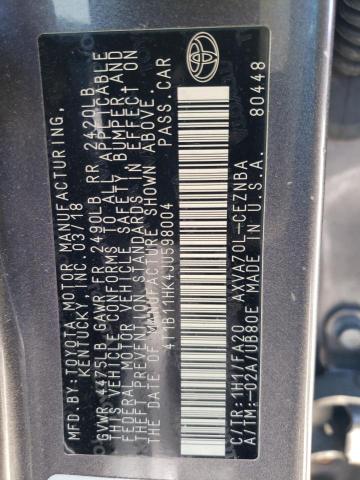 MFD. BY:TOYOTA MOTOR MANUFACTURING,
KENTUCKY, INC. 03/18
GVWR 4475LB GAWR FR 2490LB RR 2420LB
THIS VEHICLE CONFORMS TO ALL APPLICABLE
FEDERAL MOTOR VEHICLE SAFETY, BUMPER, AND
THEFT PREVENTION STANDARDS IN EFFECT ON
THE DATE OF MANUFACTURE SHOWN ABOVE.
PASS. CAR
4T1B11HK4JU598004
C/TR:1H1/FA20 AXVA70L-CEZNBA
A/TM:-02A/UB80E MADE IN U.S.A.
80448